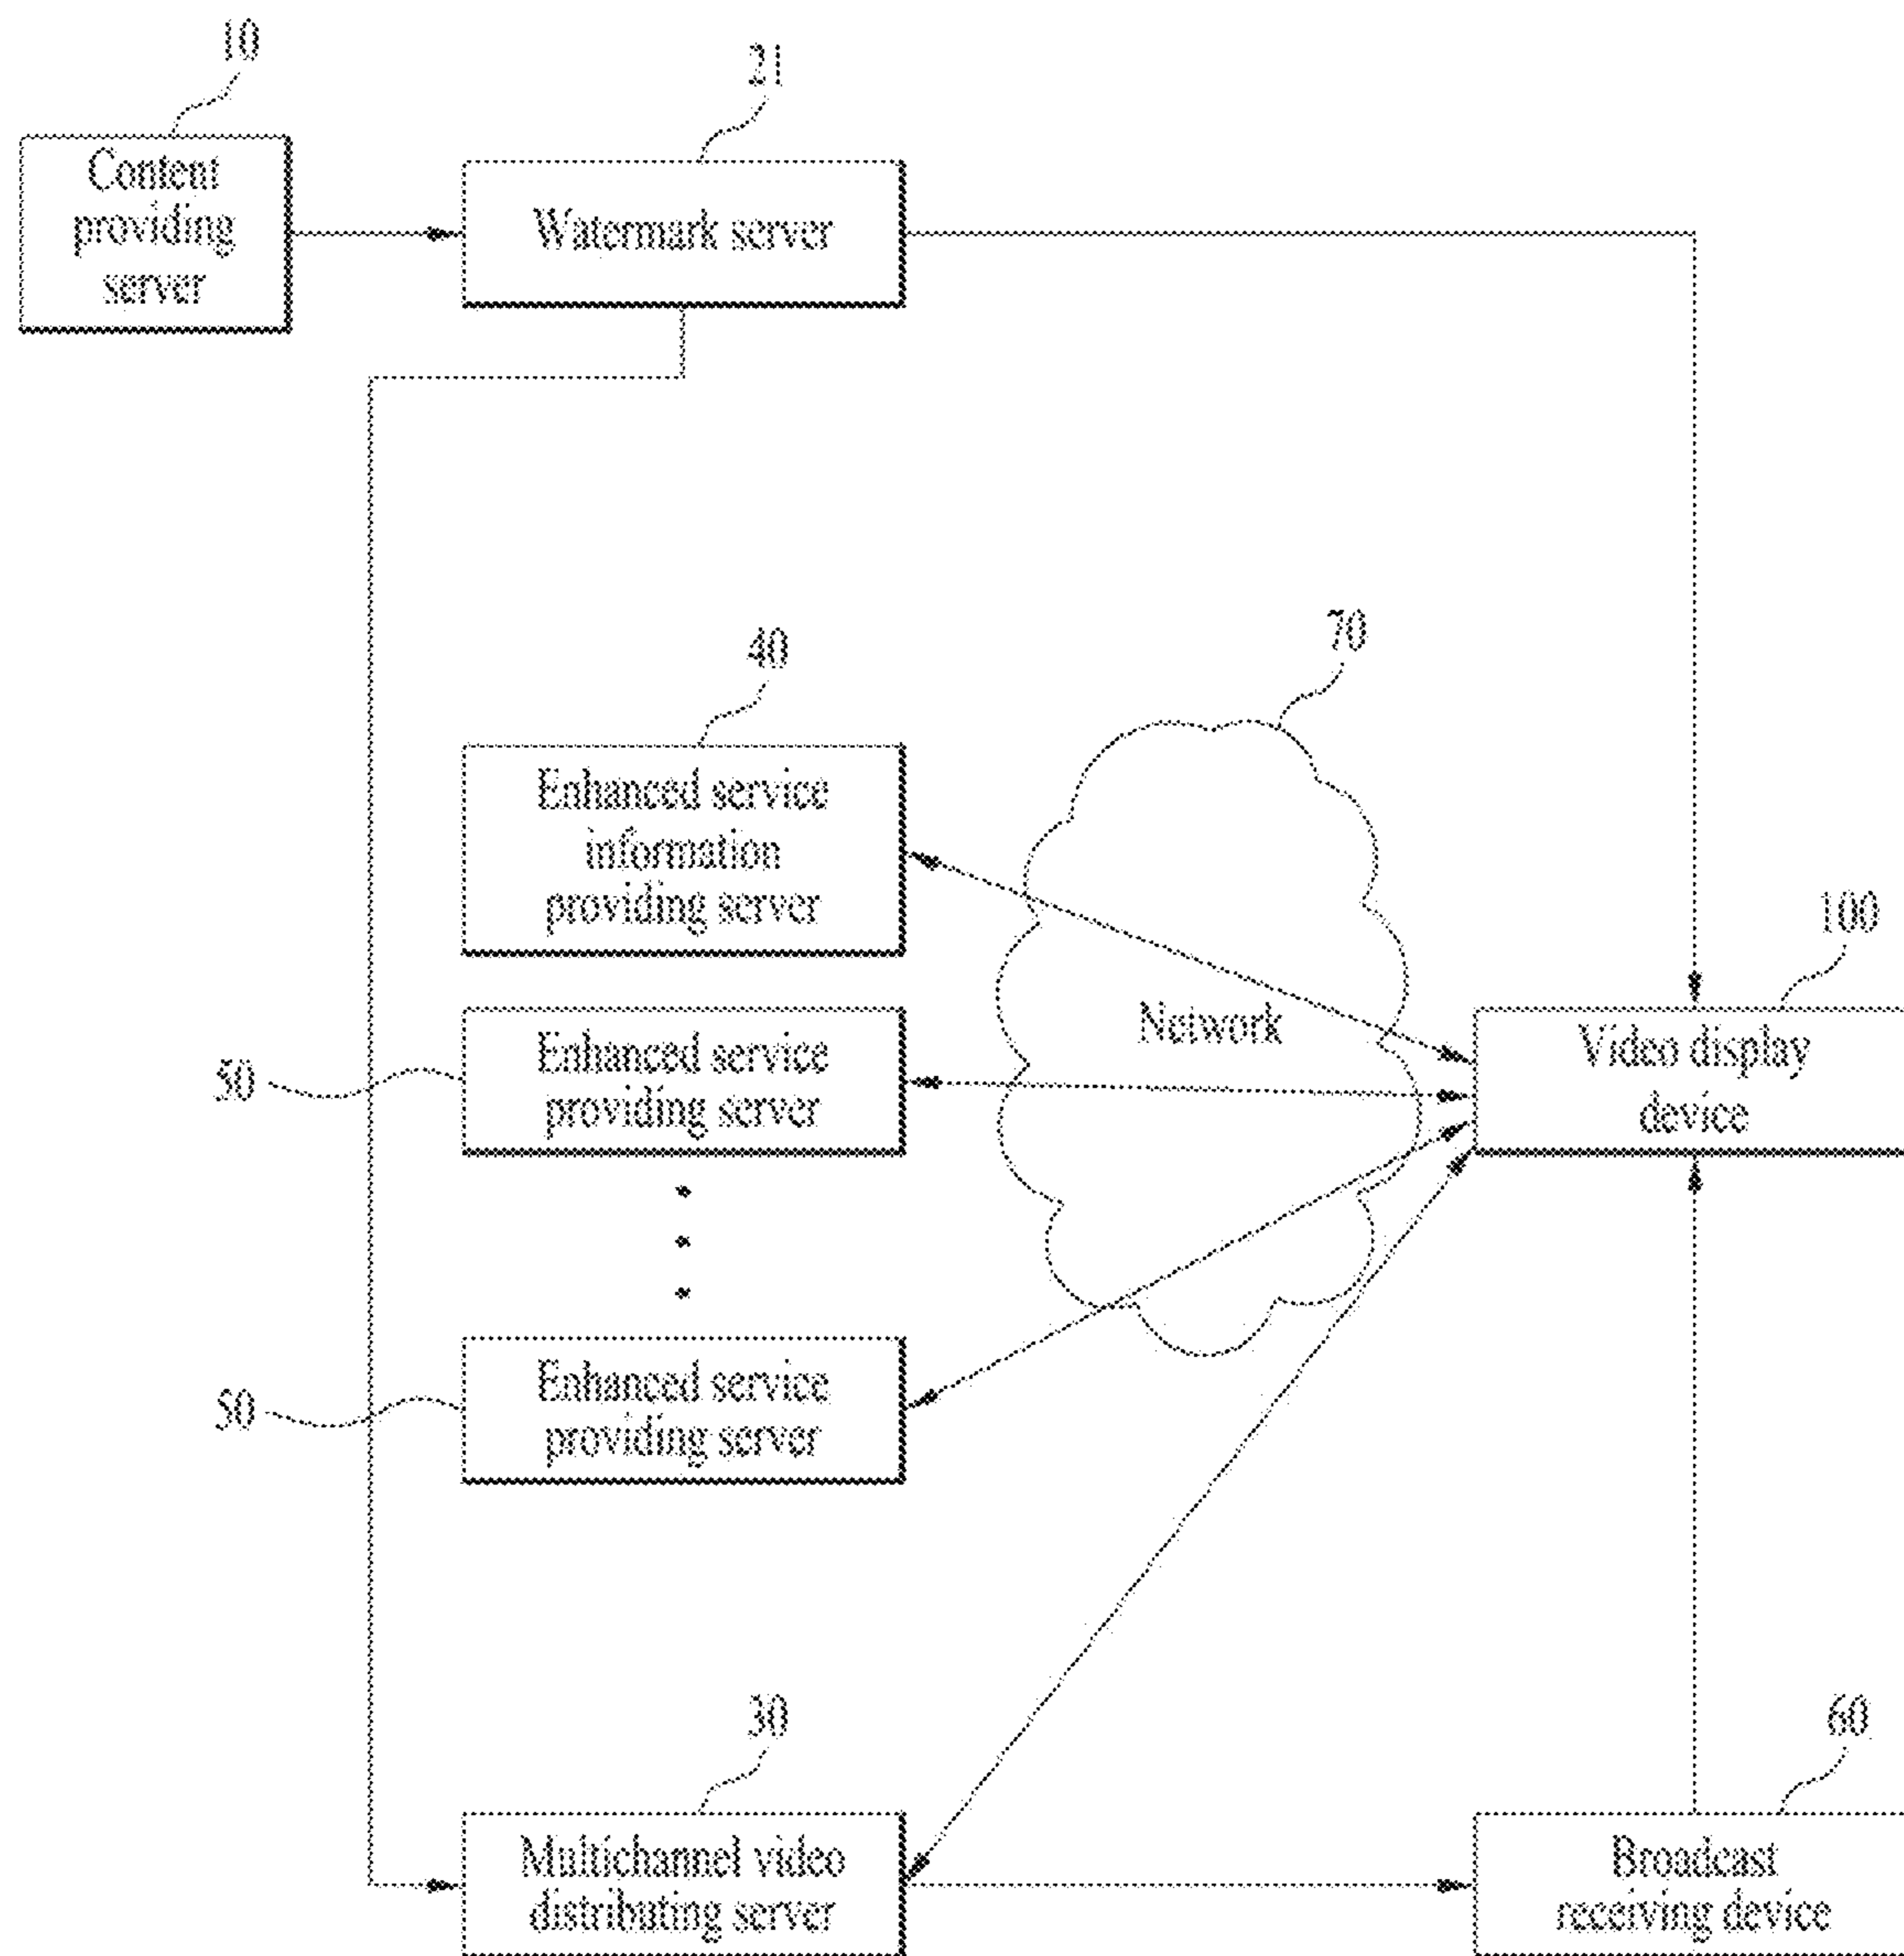 10
21
Content
providing
server
Watermark server
40
70
Enhanced service
information
providing server
100
Network
50
Enhanced service
providing server
Video display
device
50
Enhanced service
providing server
30
60
Multichannel video
distributing server
Broadcast
receiving device